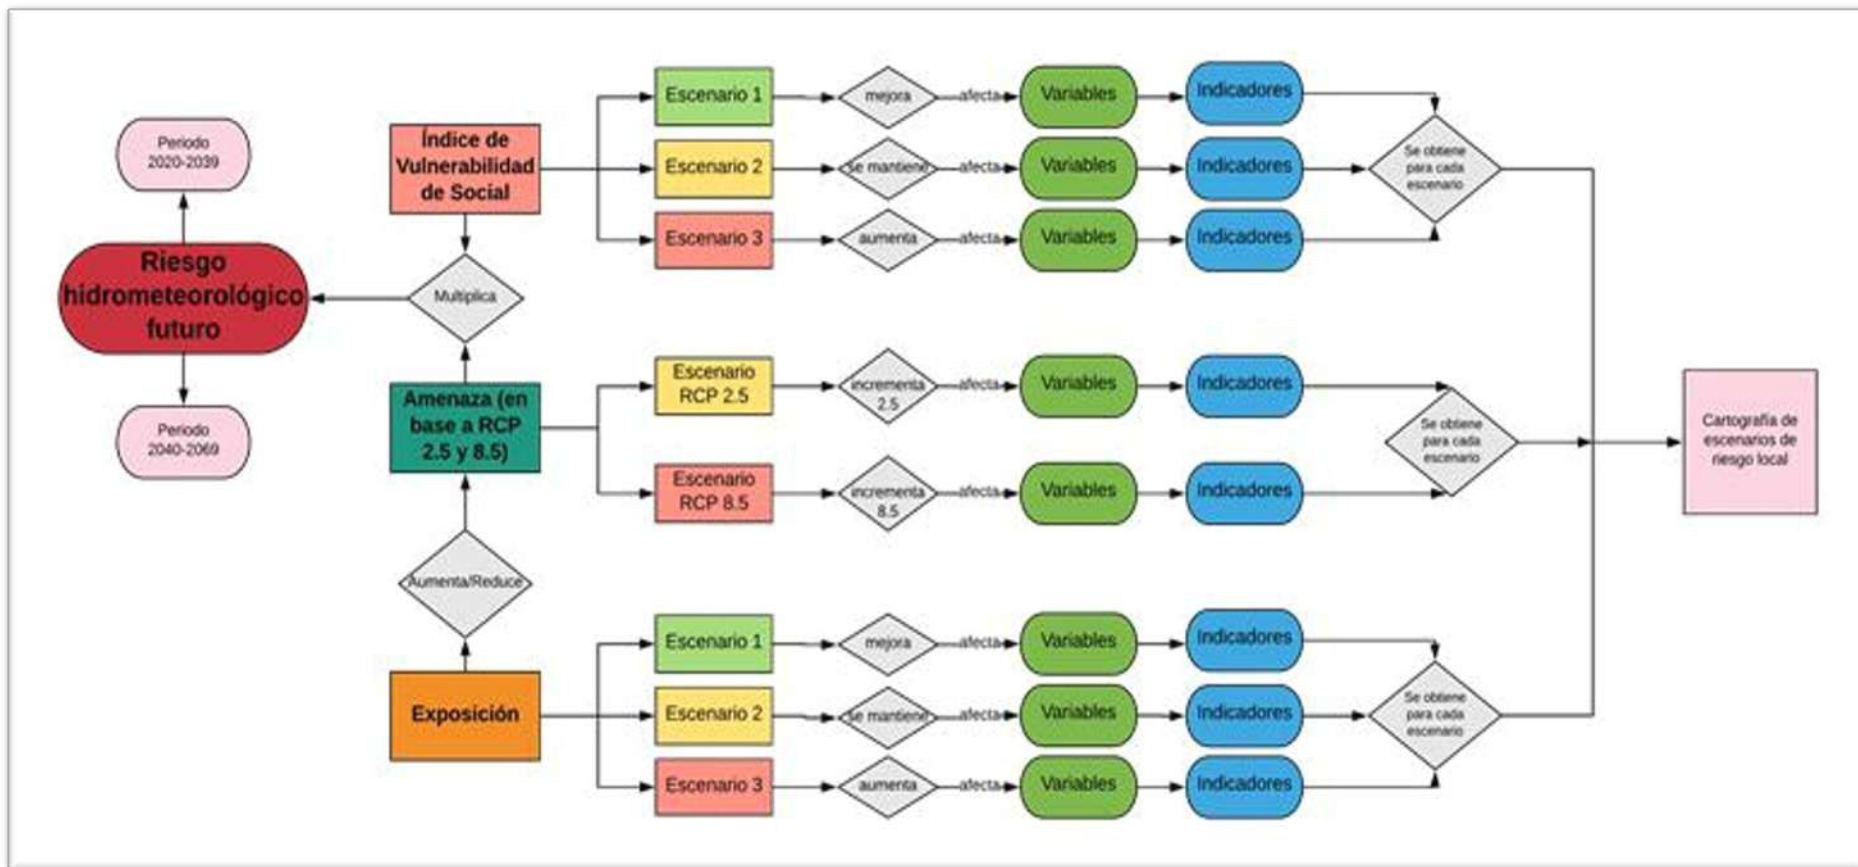 Periodo
2020-2039
Riesgo
hidrometeorológico
futuro
Periodo
2040-2069
Índice de
Vulnerabilidad
de Social
Multiplica
Amenaza (en
base a RCP
2.5 y 8.5)
Aumenta/Reduce
Exposición
Escenario 1
mejora
afecta
Variables
Indicadores
Escenario 2
se mantiene
afecta
Variables
Indicadores
Escenario 3
aumenta
afecta
Variables
Indicadores
Se obtiene
para cada
escenario
Escenario
RCP 2.5
incrementa
2.5
afecta
Variables
Indicadores
Escenario
RCP 8.5
incrementa
8.5
afecta
Variables
Indicadores
Se obtiene
para cada
escenario
Escenario 1
mejora
afecta
Variables
Indicadores
Escenario 2
se mantiene
afecta
Variables
Indicadores
Escenario 3
aumenta
afecta
Variables
Indicadores
Se obtiene
para cada
escenario
Cartografía de
escenarios de
riesgo local